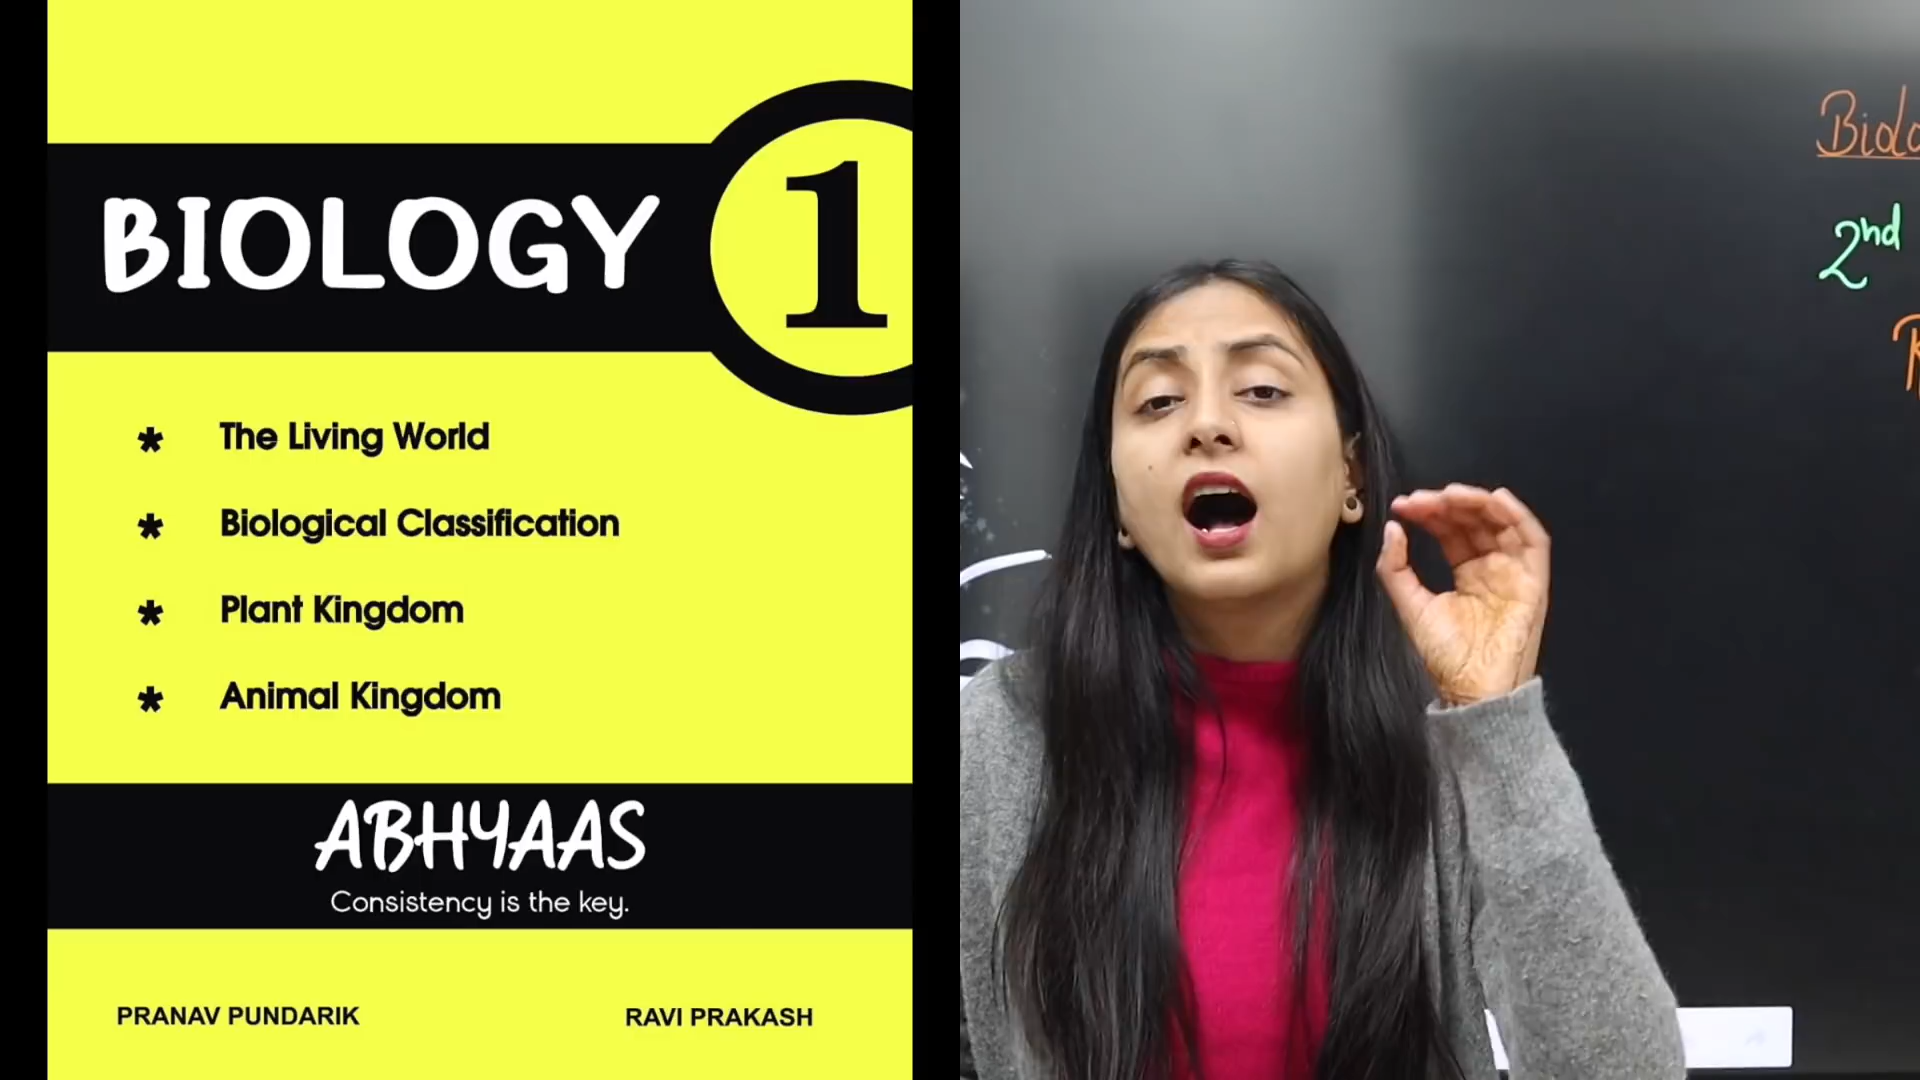 BIOLOGY
1
* The Living World
* Biological Classification
* Plant Kingdom
* Animal Kingdom
ABHYAAS
Consistency is the key.
PRANAV PUNDARIK
RAVI PRAKASH
2nd